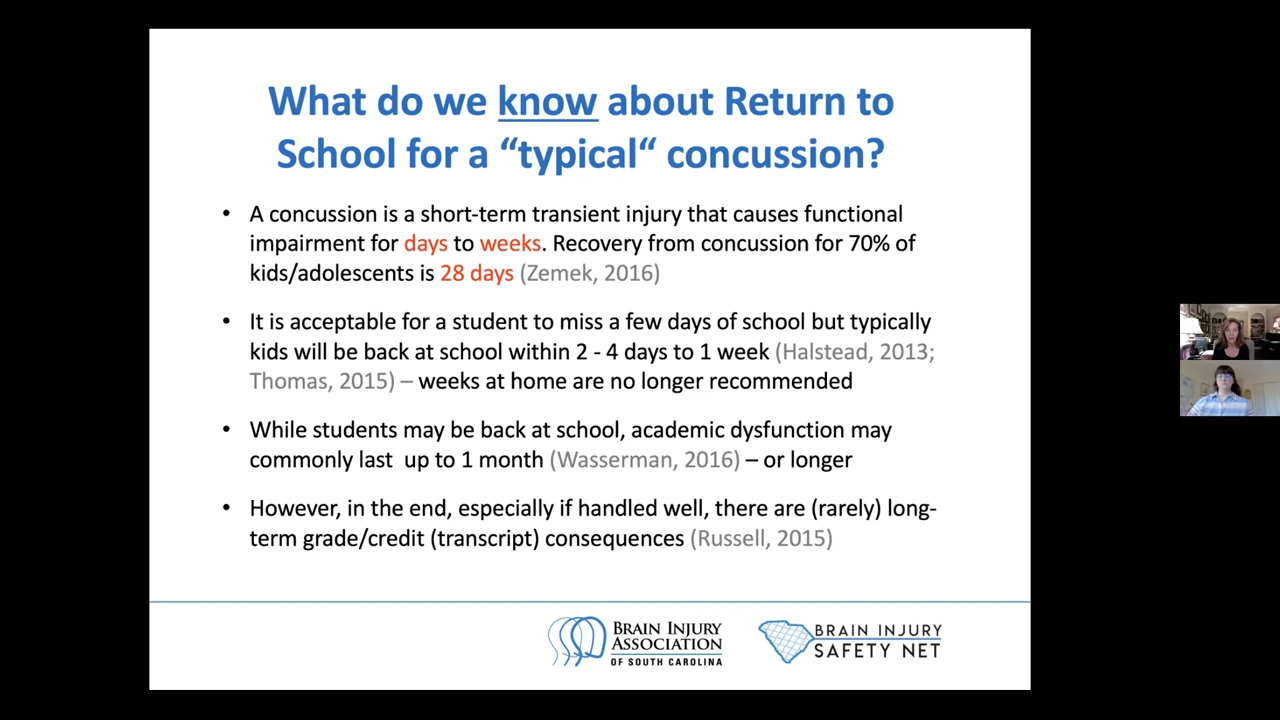 What do we know about Return to
School for a “typical“ concussion?
• A concussion is a short-term transient injury that causes functional
impairment for days to weeks. Recovery from concussion for 70% of
kids/adolescents is 28 days (Zemek, 2016)
• It is acceptable for a student to miss a few days of school but typically
kids will be back at school within 2 - 4 days to 1 week (Halstead, 2013;
Thomas, 2015) – weeks at home are no longer recommended
• While students may be back at school, academic dysfunction may
commonly last up to 1 month (Wasserman, 2016) – or longer
• However, in the end, especially if handled well, there are (rarely) long-
term grade/credit (transcript) consequences (Russell, 2015)
BRAIN INJURY
ASSOCIATION
OF SOUTH CAROLINA
BRAIN INJURY
SAFETY NET